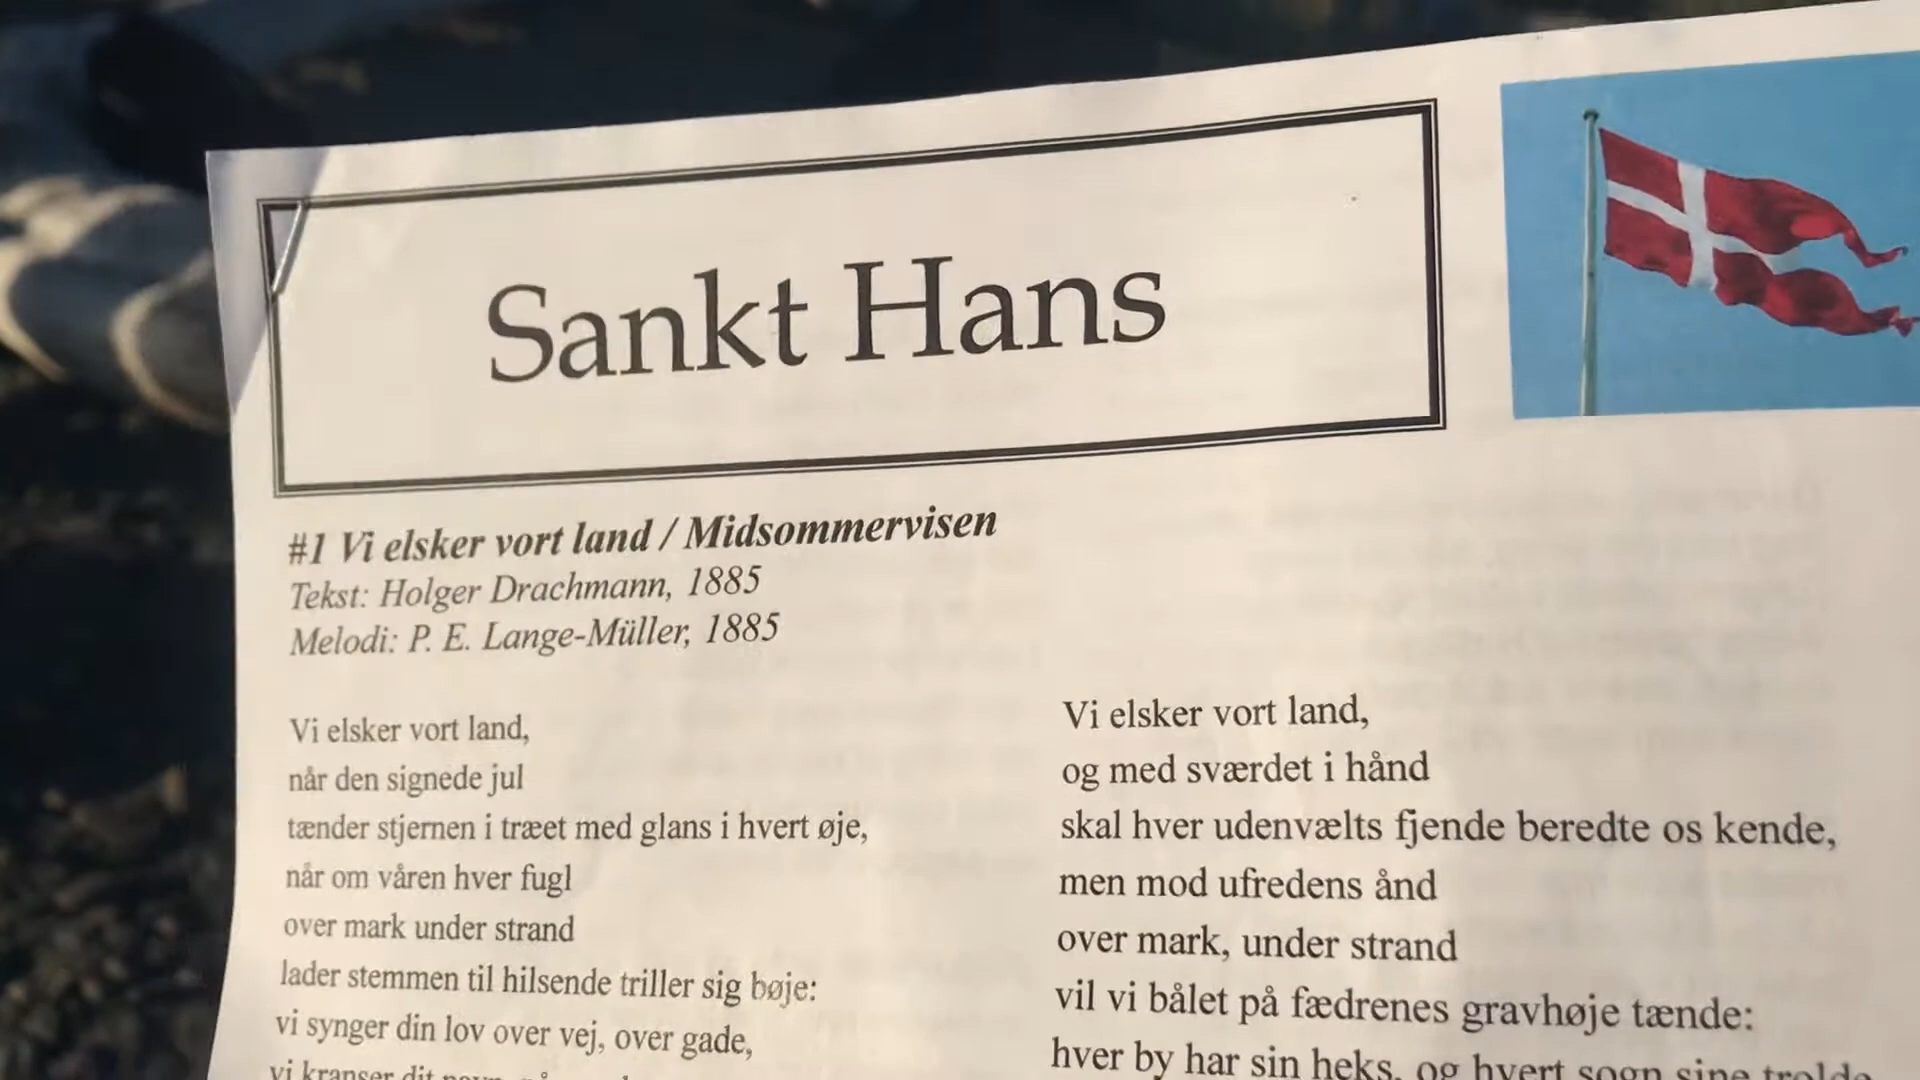 Sankt Hans
#1 Vi elsker vort land / Midsommervisen
Tekst: Holger Drachmann, 1885
Melodi: P. E. Lange-Müller, 1885
Vi elsker vort land,
når den signede jul
tænder stjernen i træet med glans i hvert øje,
når om våren hver fugl
over mark under strand
lader stemmen til hilsende triller sig bøje:
vi synger din lov over vej, over gade,
vi kranser dit navn
Vi elsker vort land,
og med sværdet i hånd
skal hver udenvælts fjende beredte os kende,
men mod ufredens ånd
over mark, under strand
vil vi bålet på fædrenes gravhøje tænde:
hver by har sin heks, og hvert sogn sine trolde